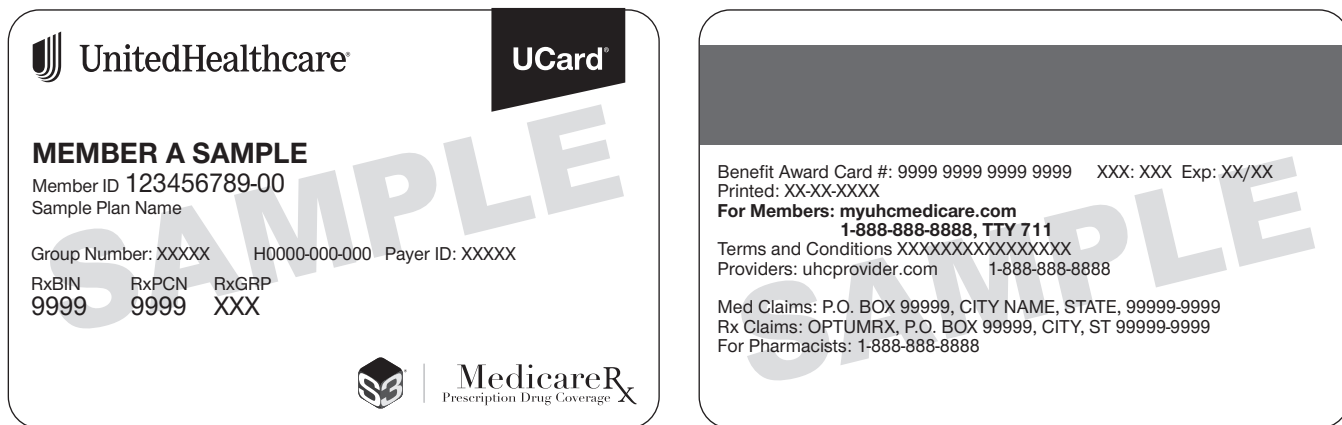 UnitedHealthcare®
UCard®
SAMPLE
MEMBER A SAMPLE
Member ID 123456789-00
Sample Plan Name
Group Number: XXXXX H0000-000-000 Payer ID: XXXXX
RxBIN RxPCN RxGRP
9999 9999 XXX
S3®
MedicareRx
Prescription Drug Coverage
SAMPLE
Benefit Award Card #: 9999 9999 9999 9999 XXX: XXX Exp: XX/XX
Printed: XX-XX-XXXX
For Members: myuhcmedicare.com
1-888-888-8888, TTY 711
Terms and Conditions XXXXXXXXXXXXXXXX
Providers: uhcprovider.com 1-888-888-8888
Med Claims: P.O. BOX 99999, CITY NAME, STATE, 99999-9999
Rx Claims: OPTUMRX, P.O. BOX 99999, CITY, ST 99999-9999
For Pharmacists: 1-888-888-8888